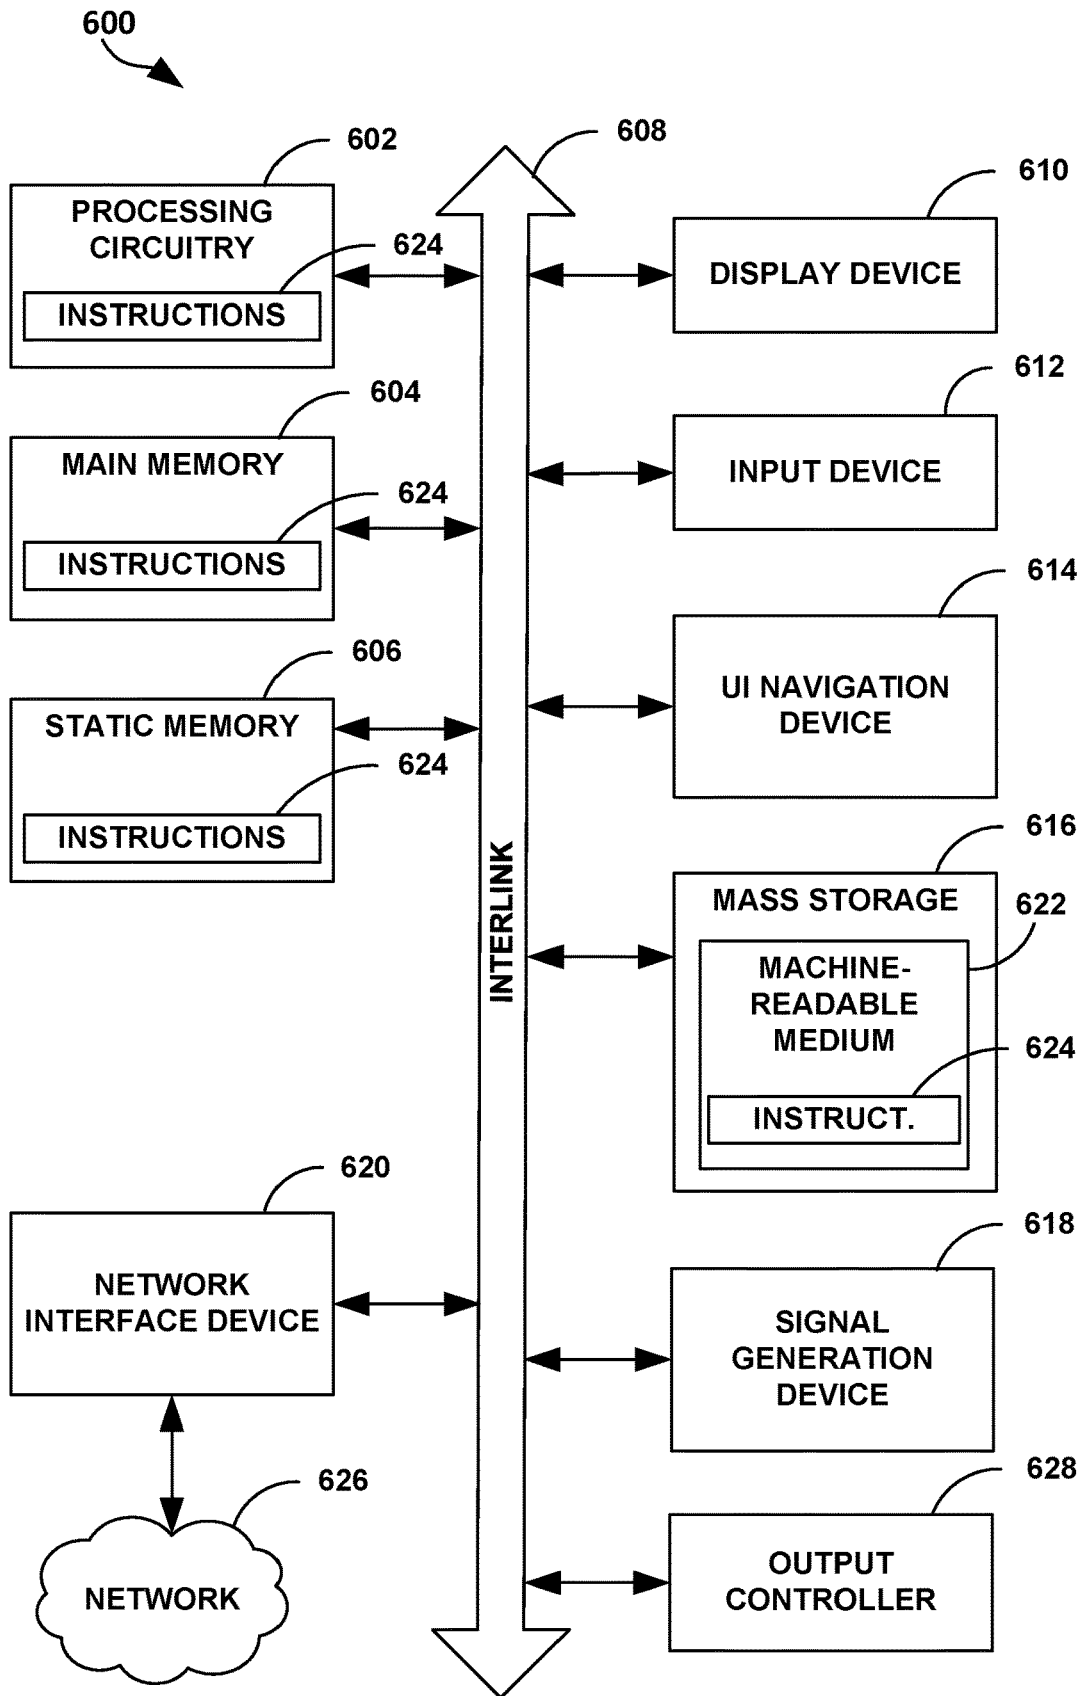 600
602
PROCESSING
CIRCUITRY
624
INSTRUCTIONS
604
MAIN MEMORY
624
INSTRUCTIONS
606
STATIC MEMORY
624
INSTRUCTIONS
620
NETWORK
INTERFACE DEVICE
626
NETWORK
608
INTERLINK
610
DISPLAY DEVICE
612
INPUT DEVICE
614
UI NAVIGATION
DEVICE
616
MASS STORAGE
622
MACHINE-
READABLE
MEDIUM
624
INSTRUCT.
618
SIGNAL
GENERATION
DEVICE
628
OUTPUT
CONTROLLER